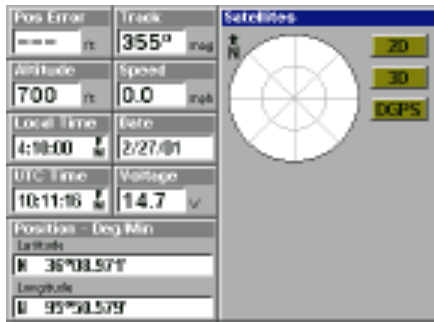 Pos Error
--- ft
Track
355° mag
Altitude
700 ft
Speed
0.0 mph
Local Time
4:10:00
Date
2/27/01
UTC Time
10:11:16
Voltage
14.7 V
Position - Deg/Min
Latitude
N 36°08.971'
Longitude
95°50.579'
Satellites
N
2D
3D
DGPS